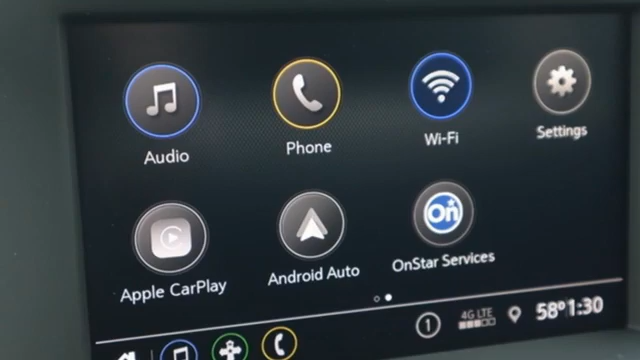 Audio
Phone
Wi-Fi
Settings
Apple CarPlay
Android Auto
On
OnStar Services
1
4G LTE
58° 1:30